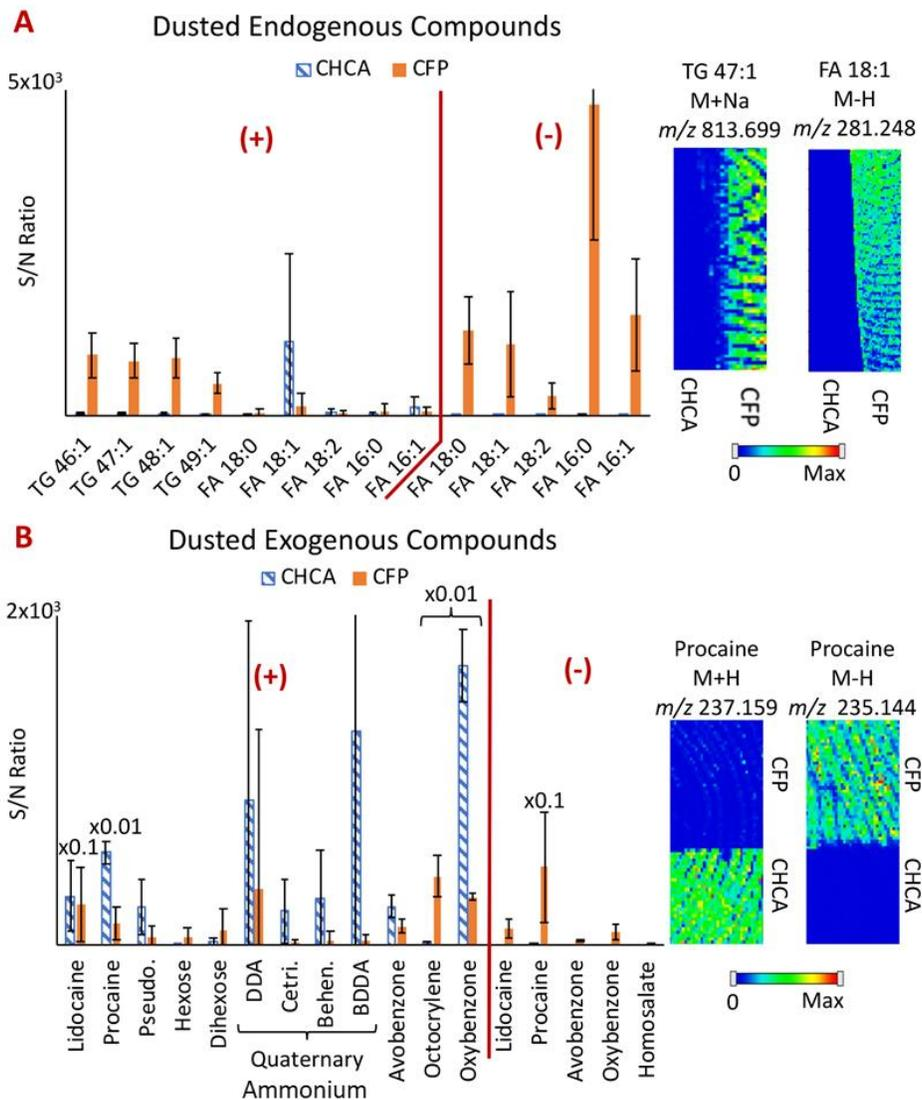 A
Dusted Endogenous Compounds
CHCA CFP
5x10³
S/N Ratio
(+)
(-)
TG 46:1
TG 47:1
TG 48:1
TG 49:1
FA 18:0
FA 18:1
FA 18:2
FA 16:0
FA 16:1
FA 18:0
FA 18:1
FA 18:2
FA 16:0
FA 16:1
TG 47:1
M+Na
m/z 813.699
FA 18:1
M-H
m/z 281.248
CHCA
CFP
CHCA
CFP
0 Max
B
Dusted Exogenous Compounds
CHCA CFP
2x10³
S/N Ratio
x0.01
(+)
(-)
x0.1
x0.01
x0.1
Lidocaine
Procaine
Pseudo.
Hexose
Dihexose
DDA
Cetri.
Behen.
BDDA
Avobenzone
Octocrylene
Oxybenzone
Lidocaine
Procaine
Avobenzone
Oxybenzone
Homosalate
Quaternary
Ammonium
Procaine
M+H
m/z 237.159
Procaine
M-H
m/z 235.144
CFP
CHCA
CFP
CHCA
0 Max